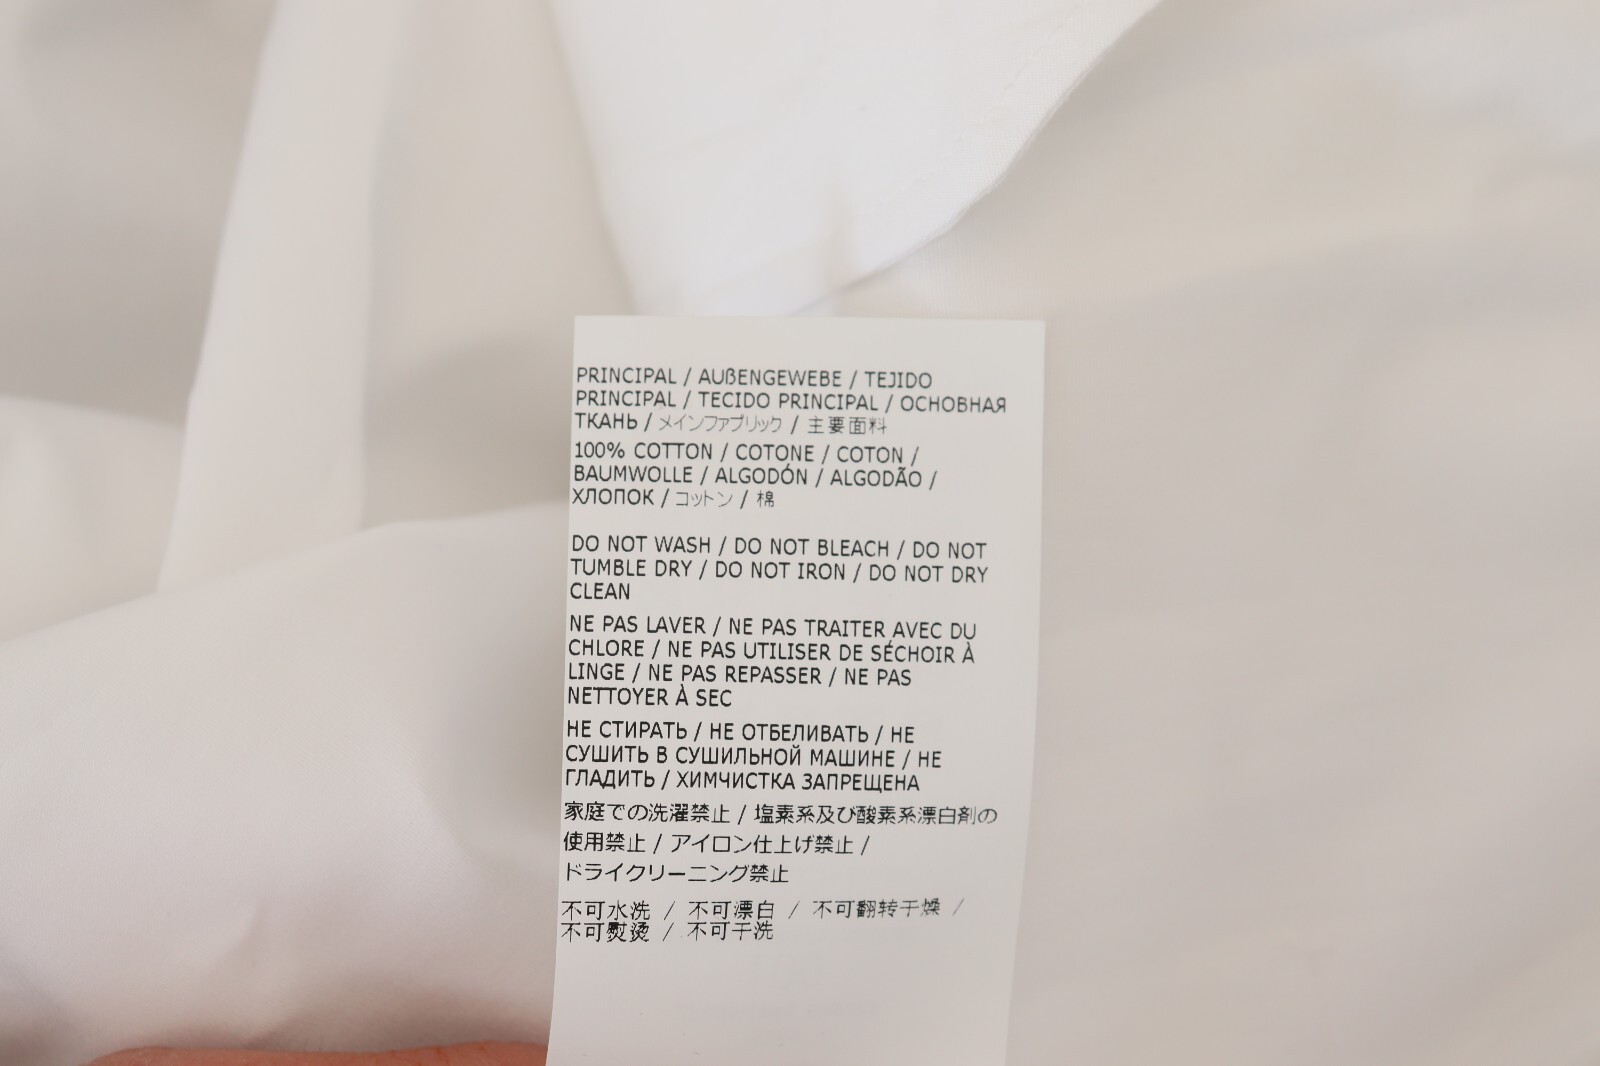 PRINCIPAL / AUßENGEWEBE / TEJIDO
PRINCIPAL / TECIDO PRINCIPAL / ОСНОВНАЯ
ТКАНЬ / メインファブリック / 主要面料
100% COTTON / COTONE / COTON /
BAUMWOLLE / ALGODÓN / ALGODÃO /
ХЛОПОК / コットン / 棉
DO NOT WASH / DO NOT BLEACH / DO NOT
TUMBLE DRY / DO NOT IRON / DO NOT DRY
CLEAN
NE PAS LAVER / NE PAS TRAITER AVEC DU
CHLORE / NE PAS UTILISER DE SÉCHOIR À
LINGE / NE PAS REPASSER / NE PAS
NETTOYER À SEC
НЕ СТИРАТЬ / НЕ ОТБЕЛИВАТЬ / НЕ
СУШИТЬ В СУШИЛЬНОЙ МАШИНЕ / НЕ
ГЛАДИТЬ / ХИМЧИСТКА ЗАПРЕЩЕНА
家庭での洗濯禁止 / 塩素系及び酸素系漂白剤の
使用禁止 / アイロン仕上げ禁止 /
ドライクリーニング禁止
不可水洗 / 不可漂白 / 不可翻转干燥 /
不可熨烫 / 不可干洗